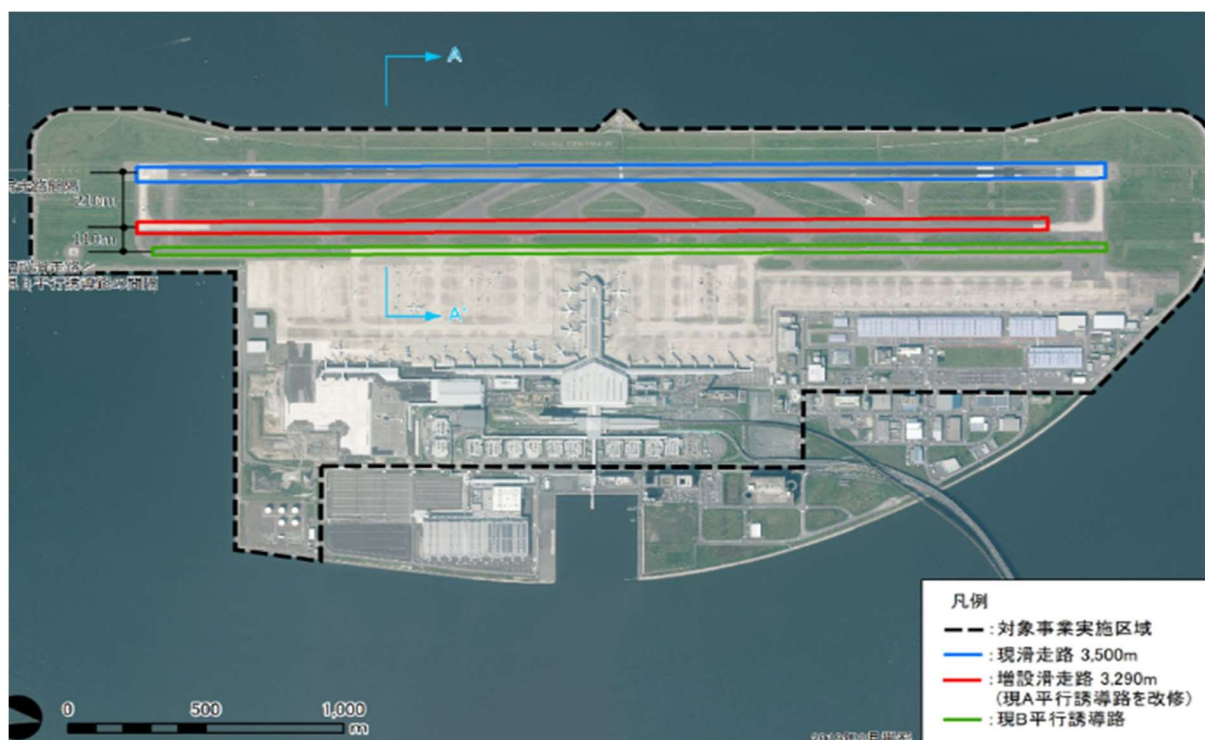 A
210m
110m
A'
凡例
:対象事業実施区域
:現滑走路 3,500m
:増設滑走路 3,290m
(現A平行誘導路を改修)
:現B平行誘導路
0 500 1,000
m